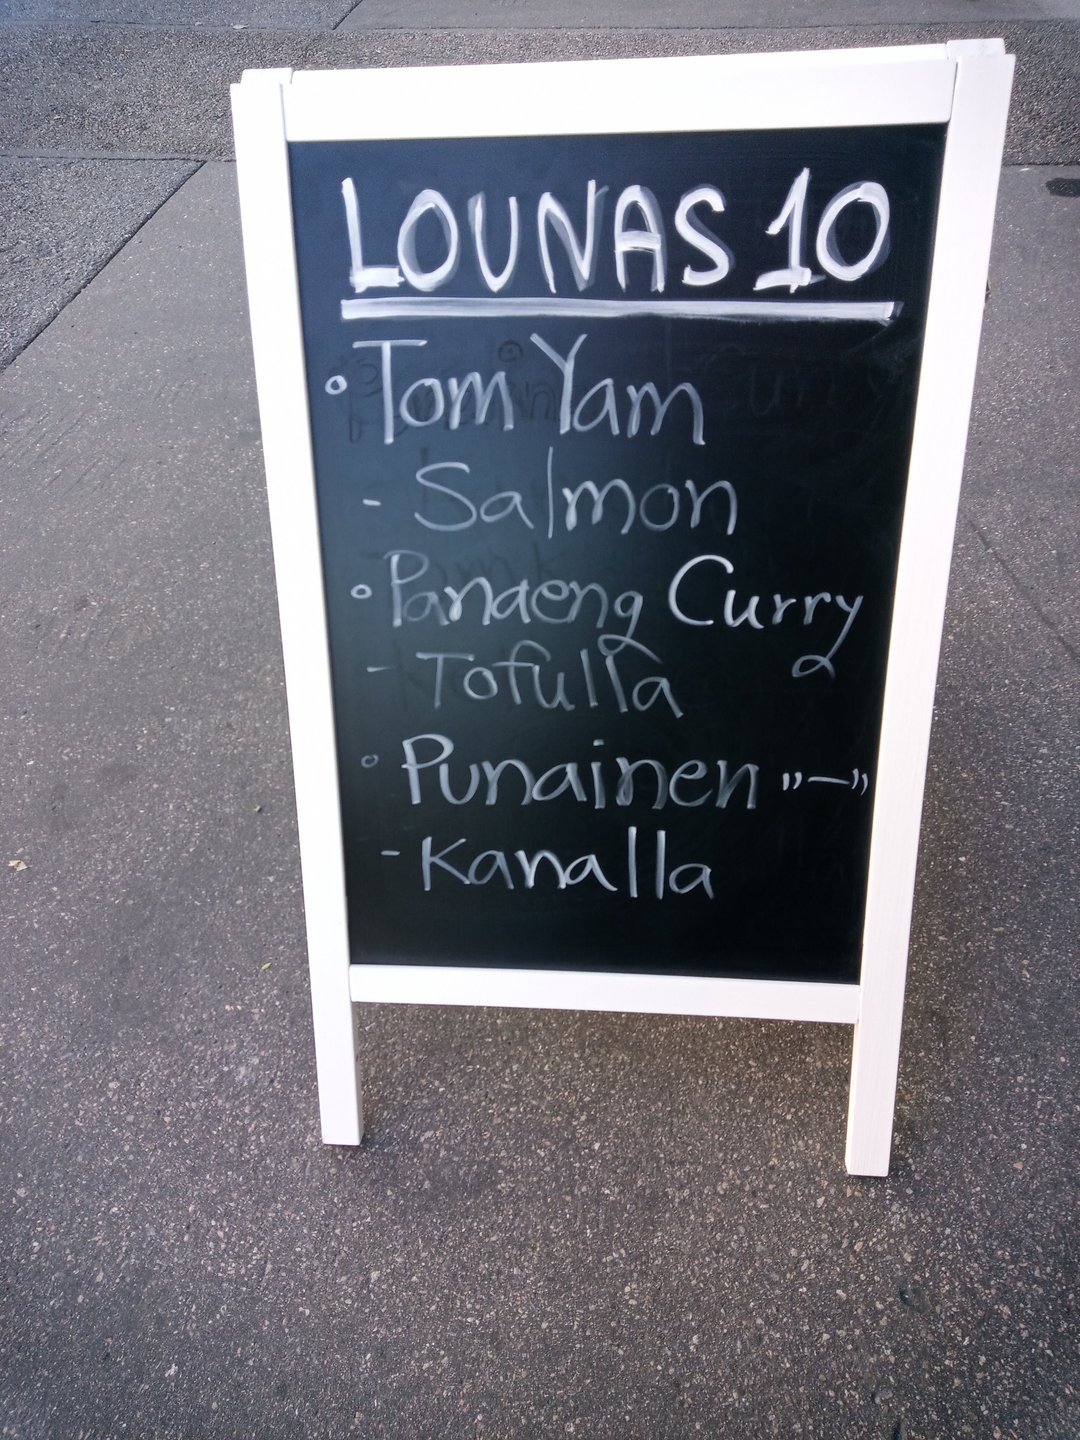 LOUNAS 10
° Tom Yam
- Salmon
° Panaeng Curry
- Tofulla
° Punainen "—"
- Kanalla